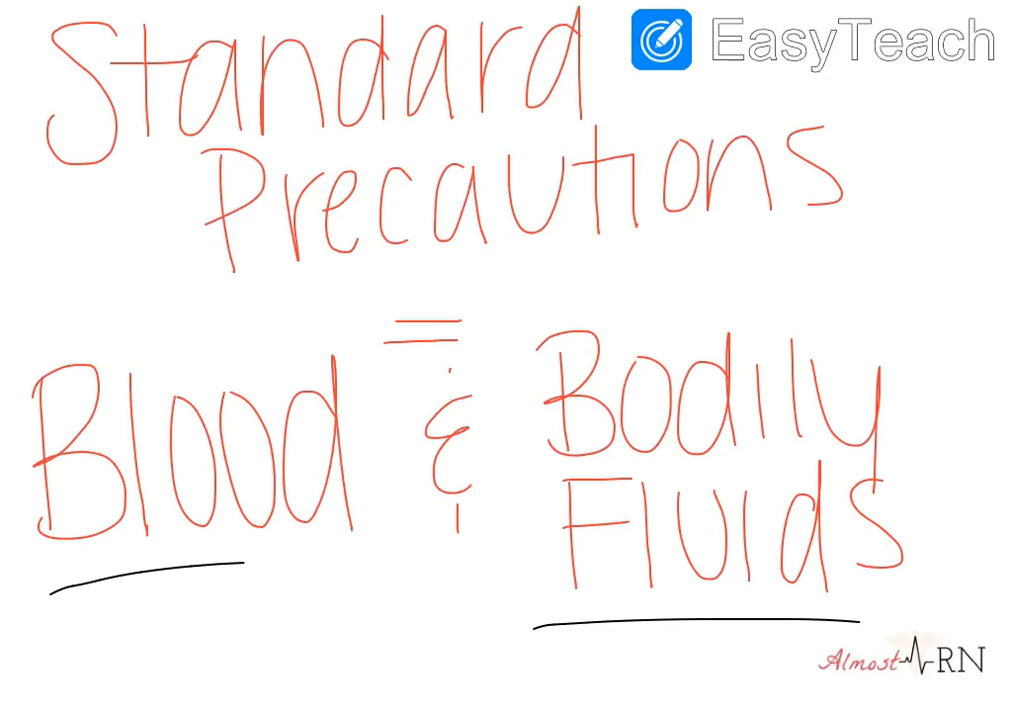 Standard
EasyTeach
Precautions
=
Blood & Bodily
Fluids
Almost RN